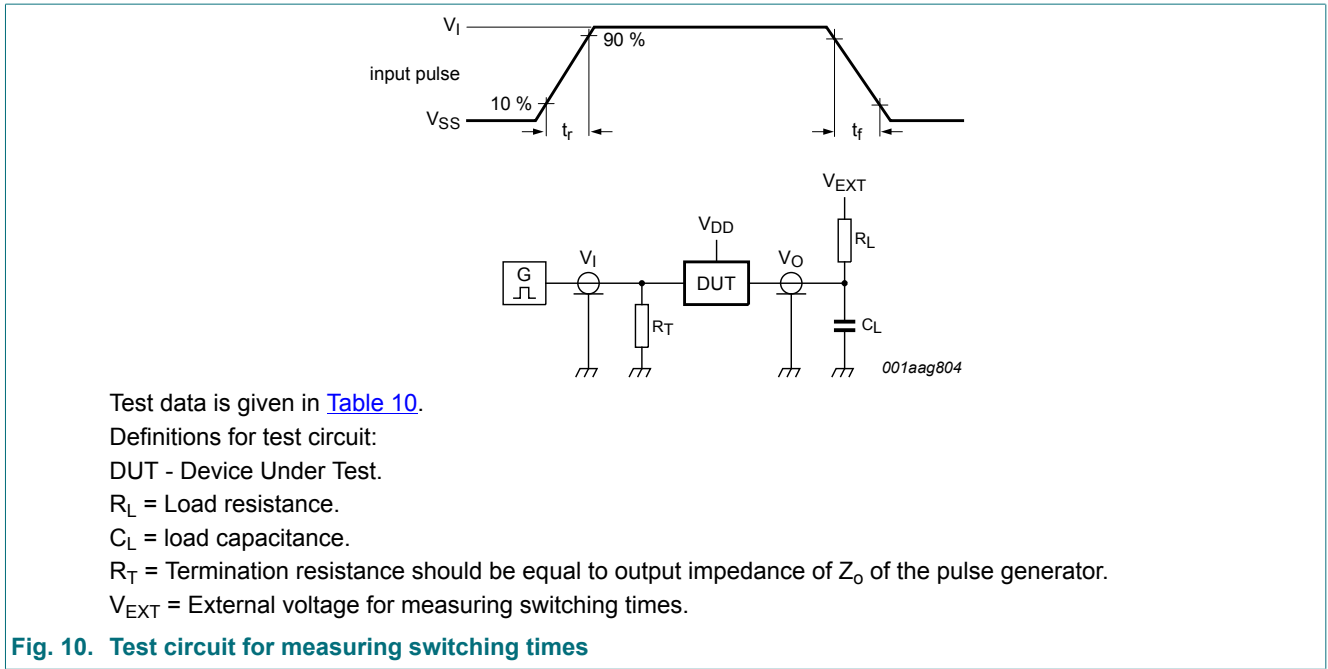 V_I
90 %
input pulse
10 %
V_SS
t_r
t_f
V_EXT
V_DD
R_L
V_I
V_O
G
DUT
R_T
C_L
001aag804
Test data is given in Table 10.
Definitions for test circuit:
DUT - Device Under Test.
R_L = Load resistance.
C_L = load capacitance.
R_T = Termination resistance should be equal to output impedance of Z_o of the pulse generator.
V_EXT = External voltage for measuring switching times.
Fig. 10. Test circuit for measuring switching times